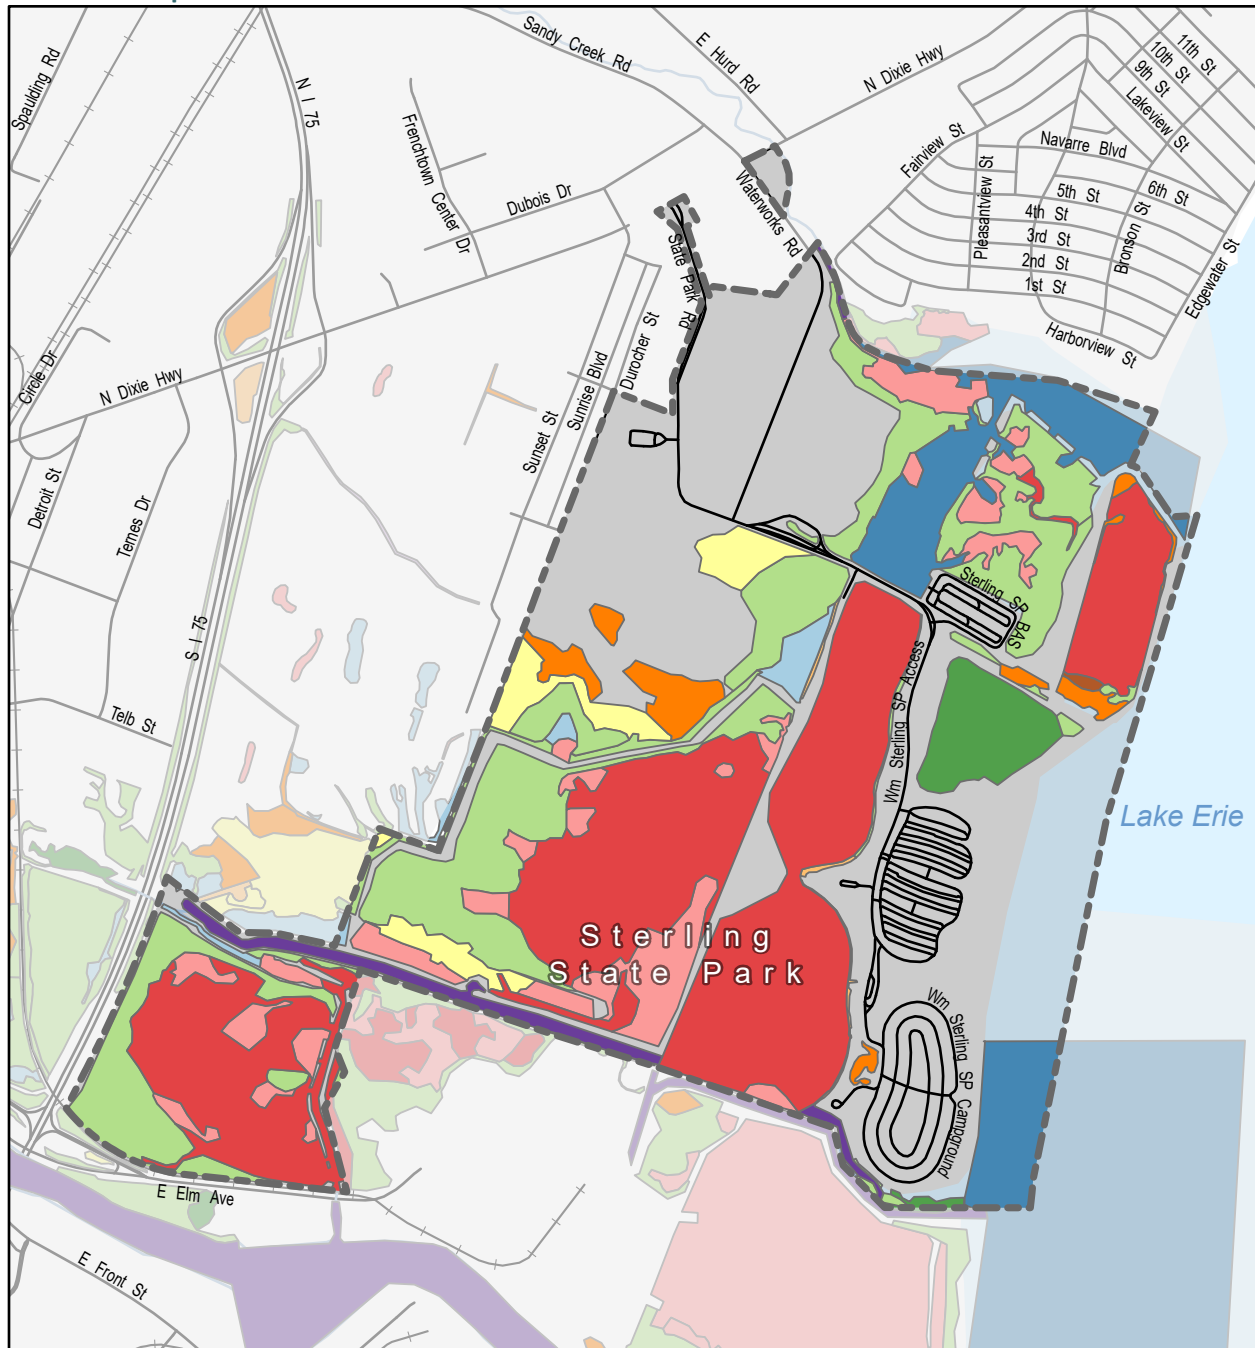 Spaulding Rd
N I 75
Sandy Creek Rd
E Hurd Rd
N Dixie Hwy
11th St
10th St
9th St
Lakeview St
Fairview St
Navarre Blvd
Pleasantview St
5th St
6th St
4th St
3rd St
2nd St
1st St
Bronson St
Edgewater St
Harborview St
Frenchtown Center Dr
Dubois Dr
Waterworks Rd
State Park Rd
Circle Dr
N Dixie Hwy
Durocher St
Sunrise Blvd
Sunset St
Detroit St
Ternes Dr
S I 75
Telb St
Sterling SP BAS
Wm Sterling SP Access
Lake Erie
Sterling
State Park
Wm Sterling SP Campground
E Elm Ave
E Front St